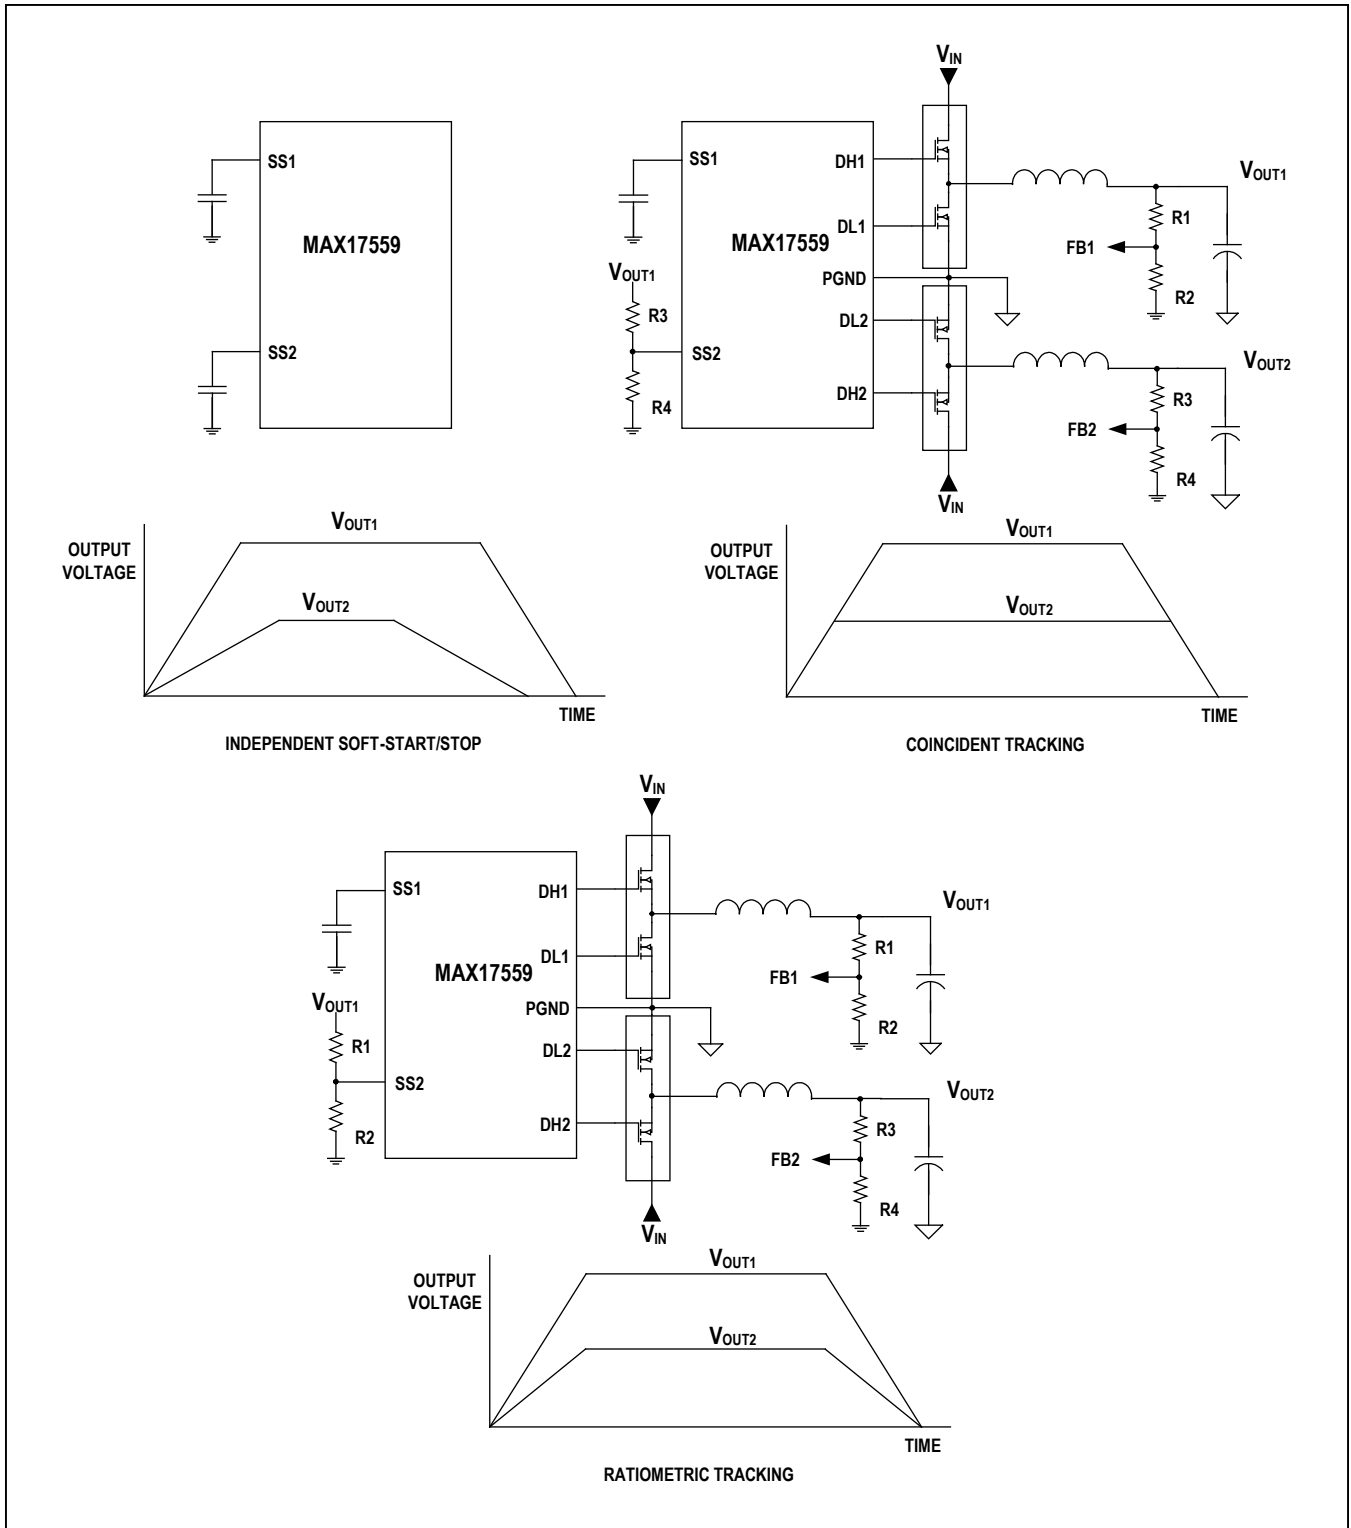 SS1
MAX17559
SS2
VIN
SS1
DH1
MAX17559
DL1
PGND
VOUT1
R3
DL2
SS2
R4
DH2
VOUT1
R1
FB1
R2
VOUT2
R3
FB2
R4
VIN
OUTPUT
VOLTAGE
VOUT1
VOUT2
TIME
INDEPENDENT SOFT-START/STOP
OUTPUT
VOLTAGE
VOUT1
VOUT2
TIME
COINCIDENT TRACKING
VIN
SS1
DH1
DL1
MAX17559
PGND
VOUT1
R1
DL2
SS2
R2
DH2
VOUT1
R1
FB1
R2
VOUT2
R3
FB2
R4
VIN
OUTPUT
VOLTAGE
VOUT1
VOUT2
TIME
RATIOMETRIC TRACKING